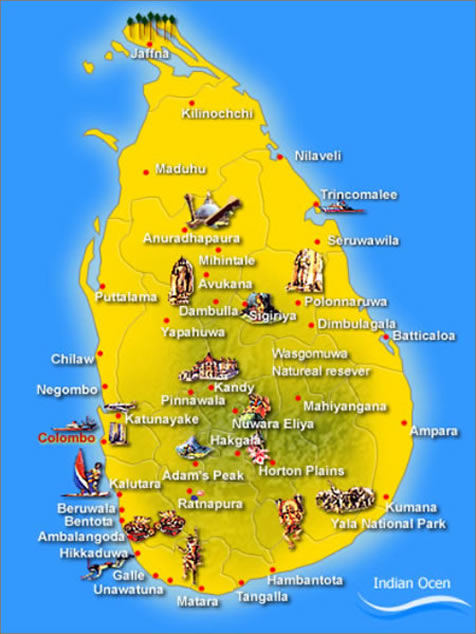 Jaffna
Kilinochchi
Nilaveli
Maduhu
Trincomalee
Anuradhapaura
Seruwawila
Mihintale
Avukana
Puttalama
Dambulla
Sigiriya
Polonnaruwa
Yapahuwa
Dimbulagala
Batticaloa
Chilaw
Wasgomuwa
Natureal resever
Negombo
Kandy
Pinnawala
Mahiyangana
Katunayake
Nuwara Eliya
Ampara
Colombo
Hakgala
Adam's Peak
Horton Plains
Kalutara
Ratnapura
Beruwala
Kumana
Bentota
Yala National Park
Ambalangoda
Hikkaduwa
Galle
Hambantota
Indian Ocen
Unawatuna
Matara
Tangalla